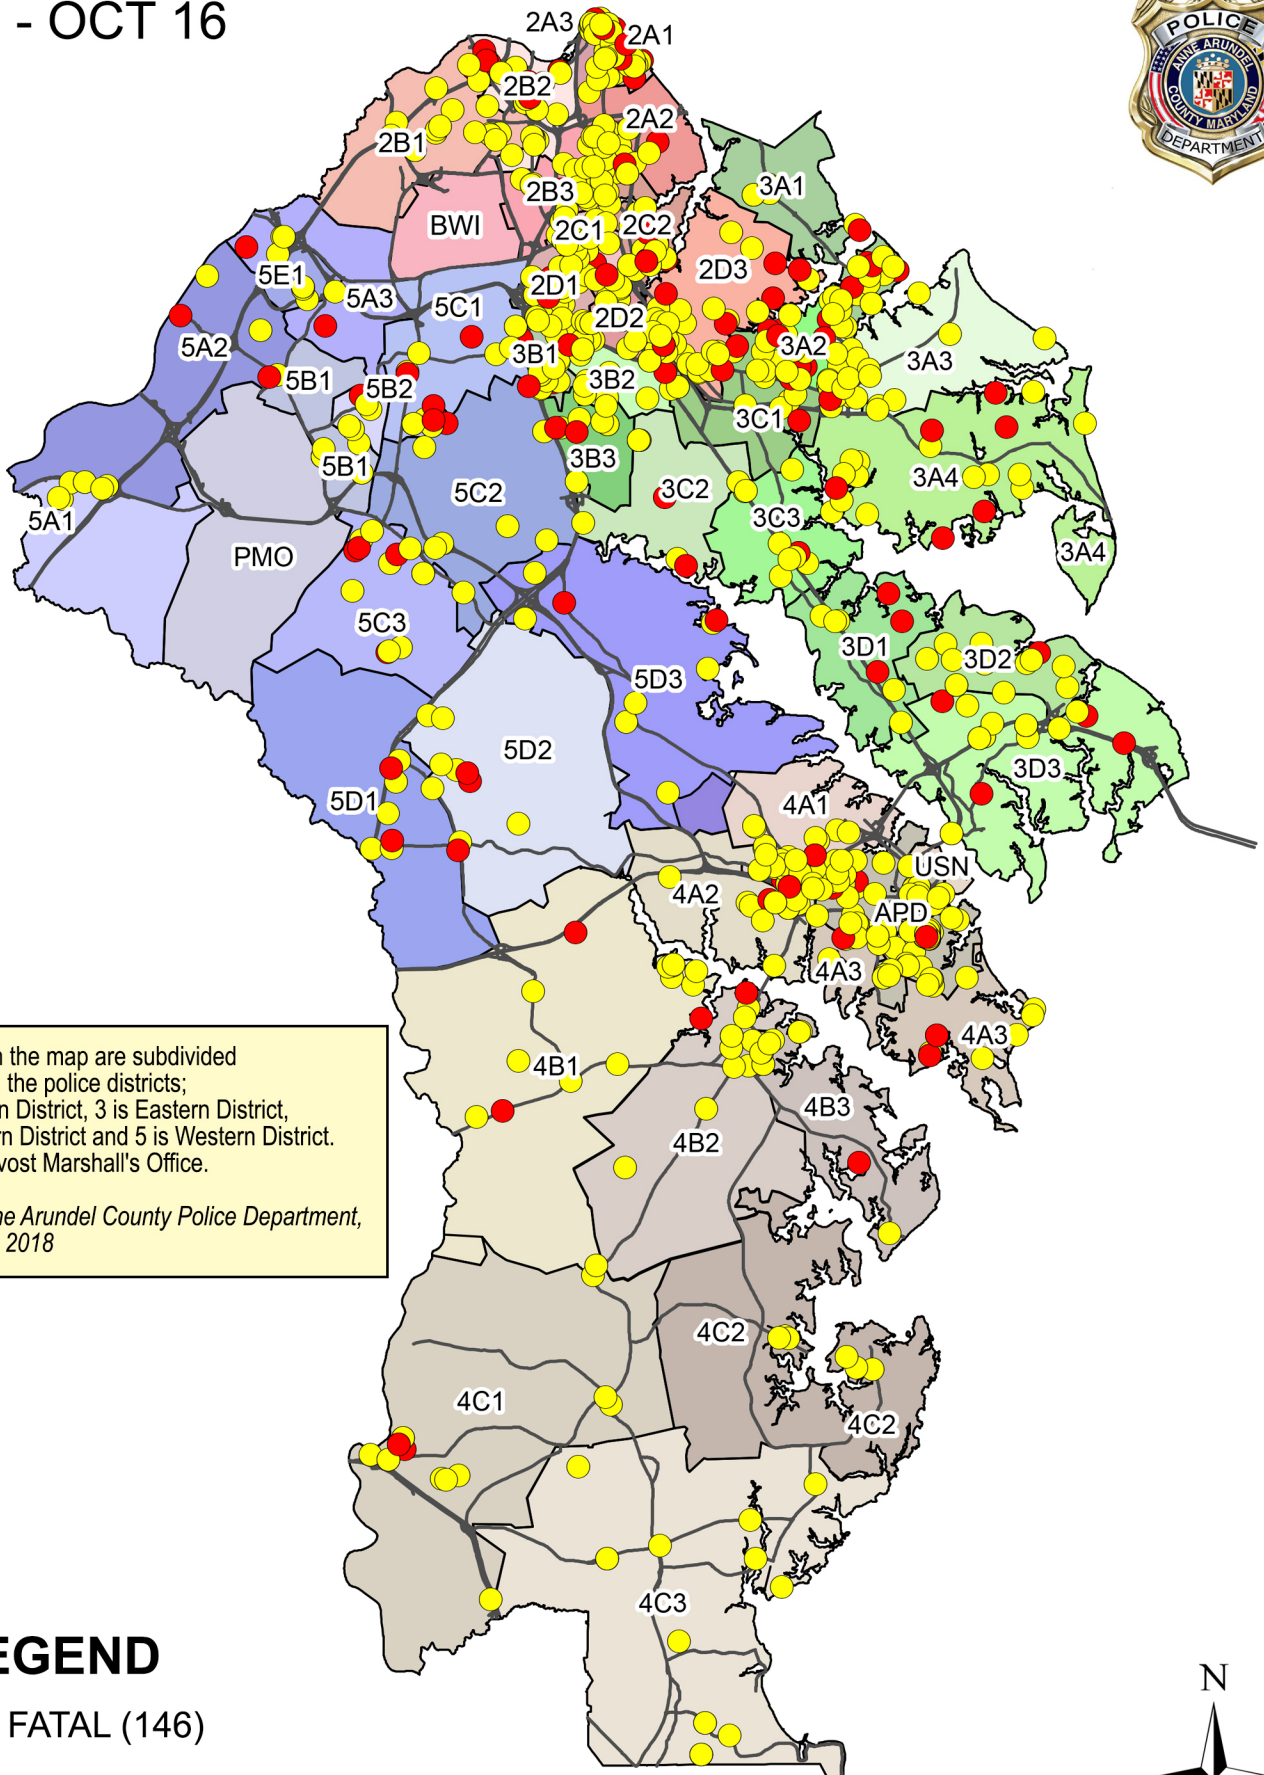 - OCT 16
POLICE
ANNE ARUNDEL
COUNTY MARYLAND
DEPARTMENT
2A3
2A1
2B2
2A2
2B1
3A1
2B3
BWI
2C1
2C2
2D3
5E1
5A3
2D1
5C1
2D2
5A2
3B1
3A2
3A3
5B1
5B2
3B2
3C1
5B1
3B3
3A4
5C2
3C2
5A1
3C3
PMO
3A4
5C3
3D1
3D2
5D3
5D2
3D3
5D1
4A1
USN
4A2
APD
4A3
4A3
4B1
4B3
4B2
n the map are subdivided
the police districts;
n District, 3 is Eastern District,
rn District and 5 is Western District.
vost Marshall's Office.
ne Arundel County Police Department,
2018
4C2
4C1
4C2
4C3
EGEND
FATAL (146)
N